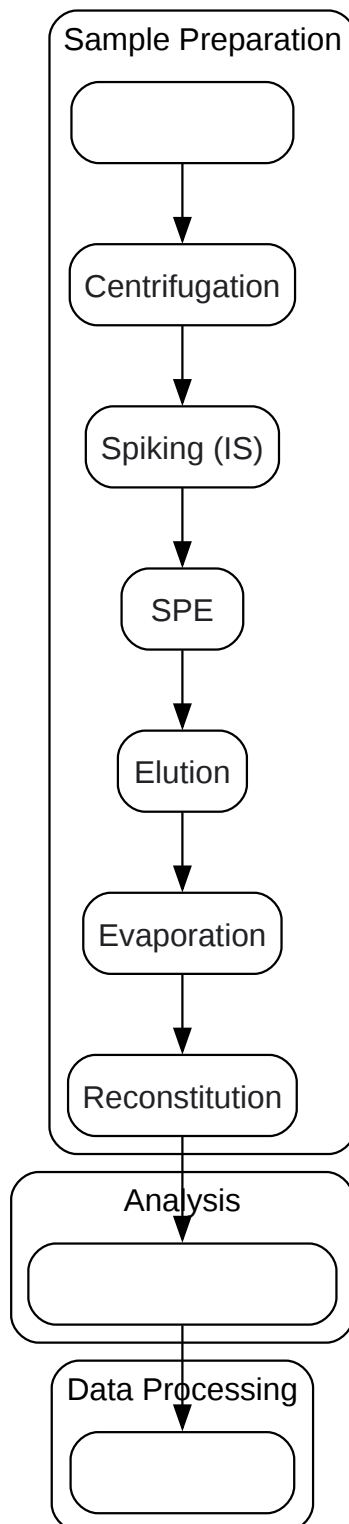 Sample Preparation
Centrifugation
Spiking (IS)
SPE
Elution
Evaporation
Reconstitution
Analysis
Data Processing